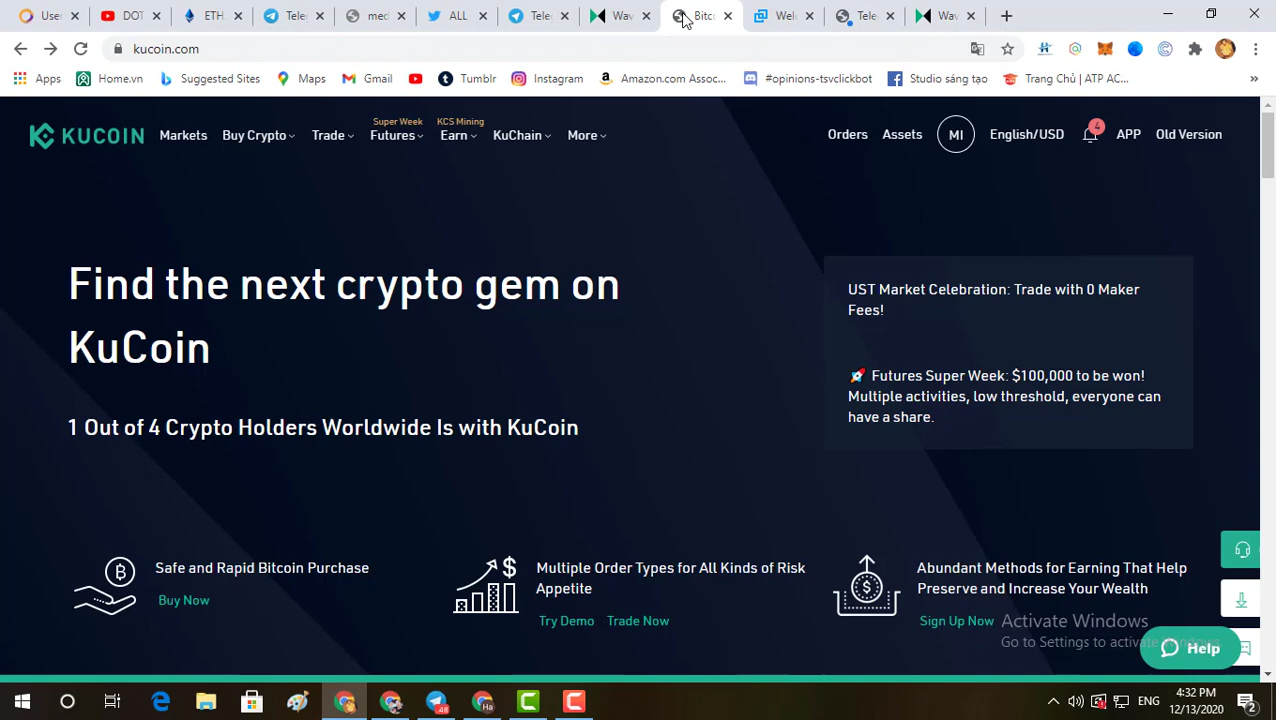 Use
DOT
ETH
Tele
med
ALL
Tele
Wav
Bitc
Wel
Tele
Wav
kucoin.com
Apps
Home.vn
Suggested Sites
Maps
Gmail
Tumblr
Instagram
Amazon.com Assoc...
#opinions-tsvclickbot
Studio sáng tạo
Trang Chủ | ATP AC...
KUCOIN
Markets
Buy Crypto
Trade
Super Week
Futures
KCS Mining
Earn
KuChain
More
Orders
Assets
MI
English/USD
4
APP
Old Version
Find the next crypto gem on
KuCoin
1 Out of 4 Crypto Holders Worldwide Is with KuCoin
UST Market Celebration: Trade with 0 Maker
Fees!
🚀 Futures Super Week: $100,000 to be won!
Multiple activities, low threshold, everyone can
have a share.
Safe and Rapid Bitcoin Purchase
Buy Now
Multiple Order Types for All Kinds of Risk
Appetite
Try Demo
Trade Now
Abundant Methods for Earning That Help
Preserve and Increase Your Wealth
Sign Up Now
Activate Windows
Go to Settings to activate Windows.
Help
48
Ha
ENG
4:32 PM
12/13/2020
2